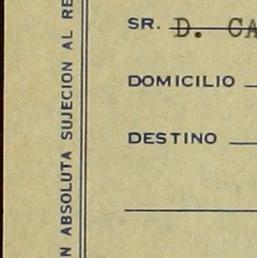 SR. D. CA
DOMICILIO
DESTINO
N ABSOLUTA SUJECION AL RE